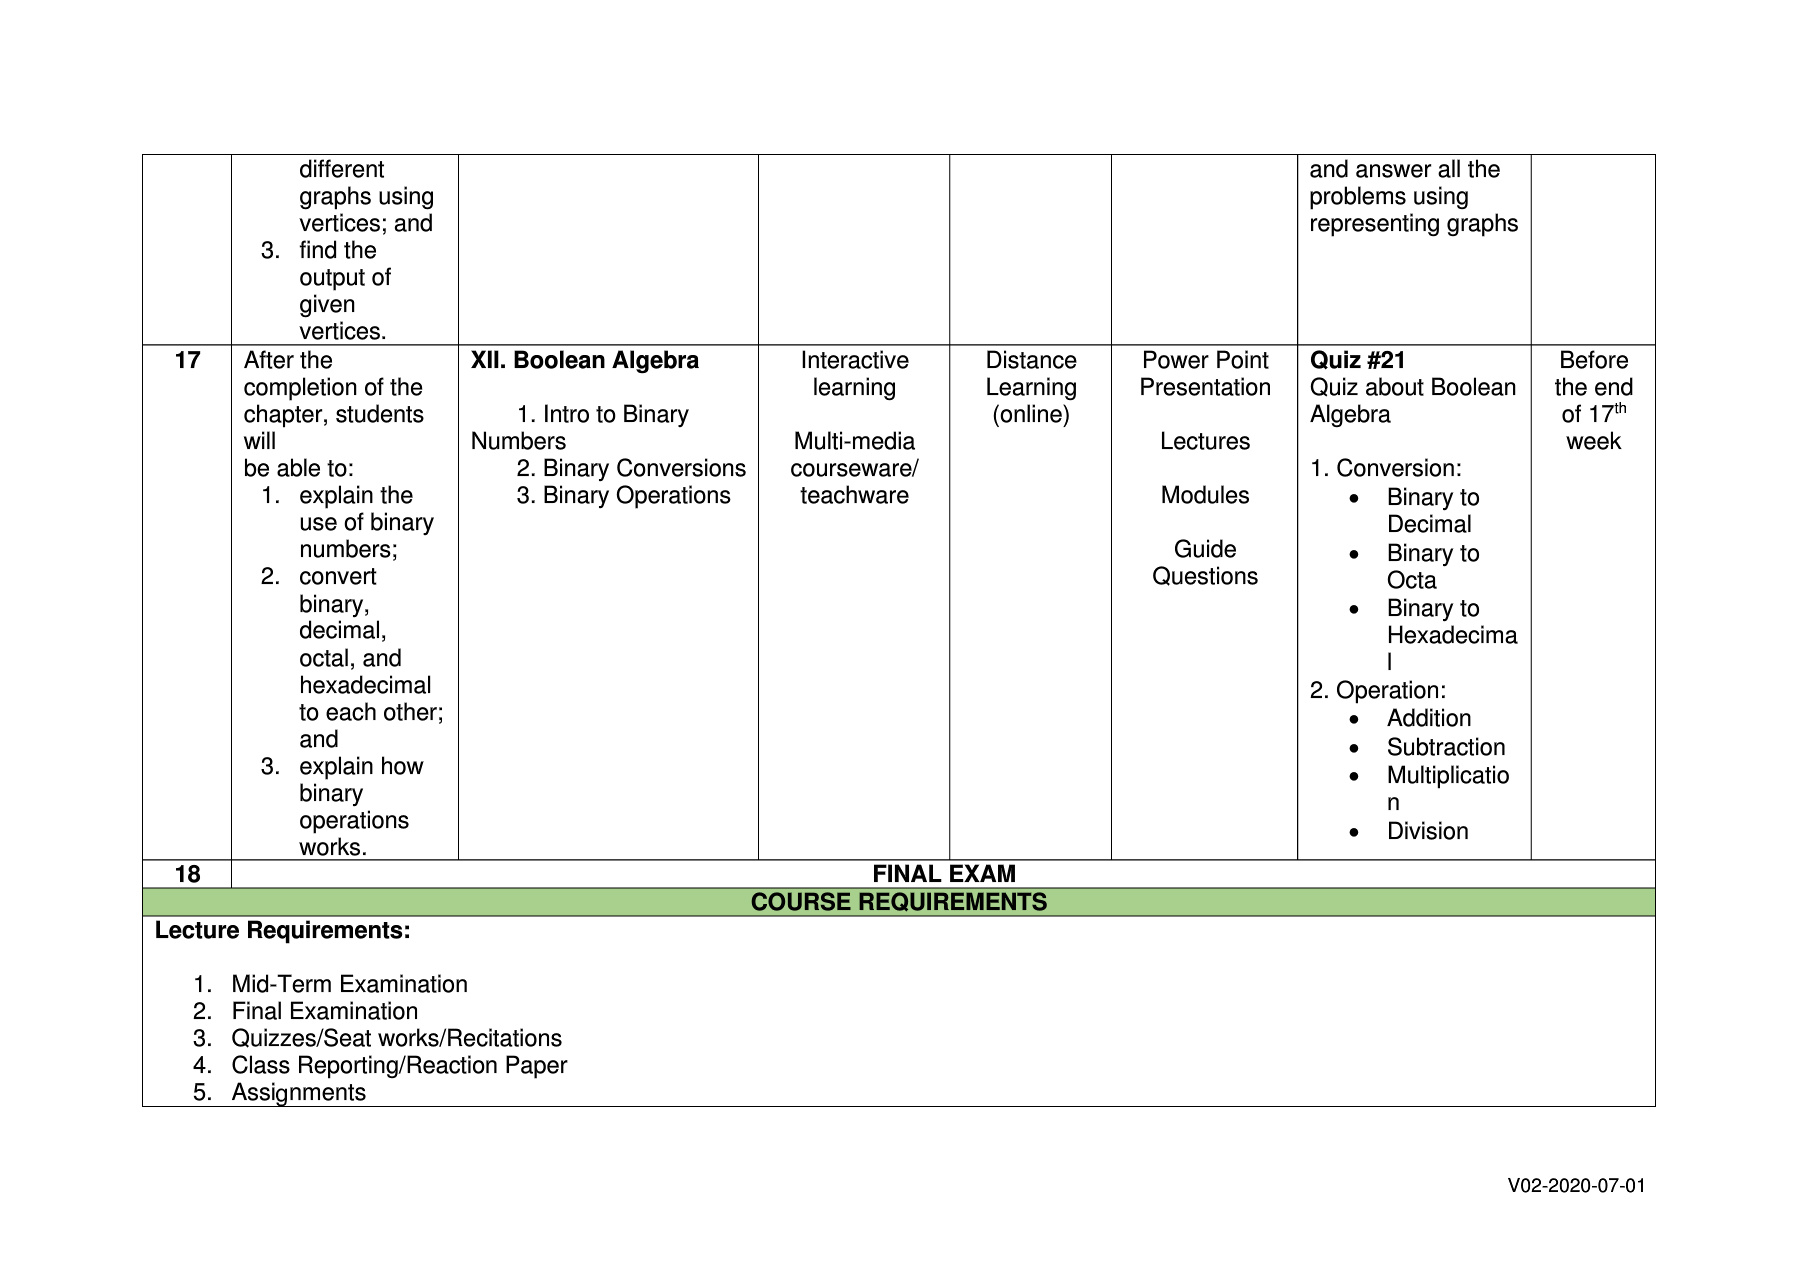 different
graphs using
vertices; and
3. find the
output of
given
vertices.
and answer all the
problems using
representing graphs
17
After the
completion of the
chapter, students
will
be able to:
1. explain the
use of binary
numbers;
2. convert
binary,
decimal,
octal, and
hexadecimal
to each other;
and
3. explain how
binary
operations
works.
XII. Boolean Algebra
1. Intro to Binary
Numbers
2. Binary Conversions
3. Binary Operations
Interactive
learning
Multi-media
courseware/
teachware
Distance
Learning
(online)
Power Point
Presentation
Lectures
Modules
Guide
Questions
Quiz #21
Quiz about Boolean
Algebra
1. Conversion:
• Binary to
Decimal
• Binary to
Octa
• Binary to
Hexadecima
l
2. Operation:
• Addition
• Subtraction
• Multiplicatio
n
• Division
Before
the end
of 17th
week
18
FINAL EXAM
COURSE REQUIREMENTS
Lecture Requirements:
1. Mid-Term Examination
2. Final Examination
3. Quizzes/Seat works/Recitations
4. Class Reporting/Reaction Paper
5. Assignments
V02-2020-07-01